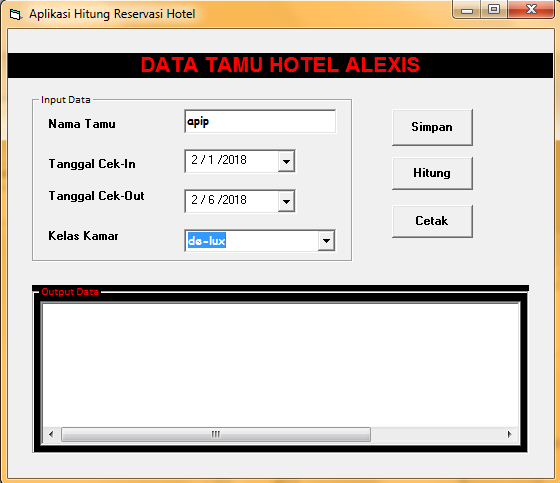 Aplikasi Hitung Reservasi Hotel
DATA TAMU HOTEL ALEXIS
Input Data
Nama Tamu
apip
Simpan
Tanggal Cek-In
2 / 1 /2018
Hitung
Tanggal Cek-Out
2 / 6 /2018
Cetak
Kelas Kamar
de-lux
Output Data